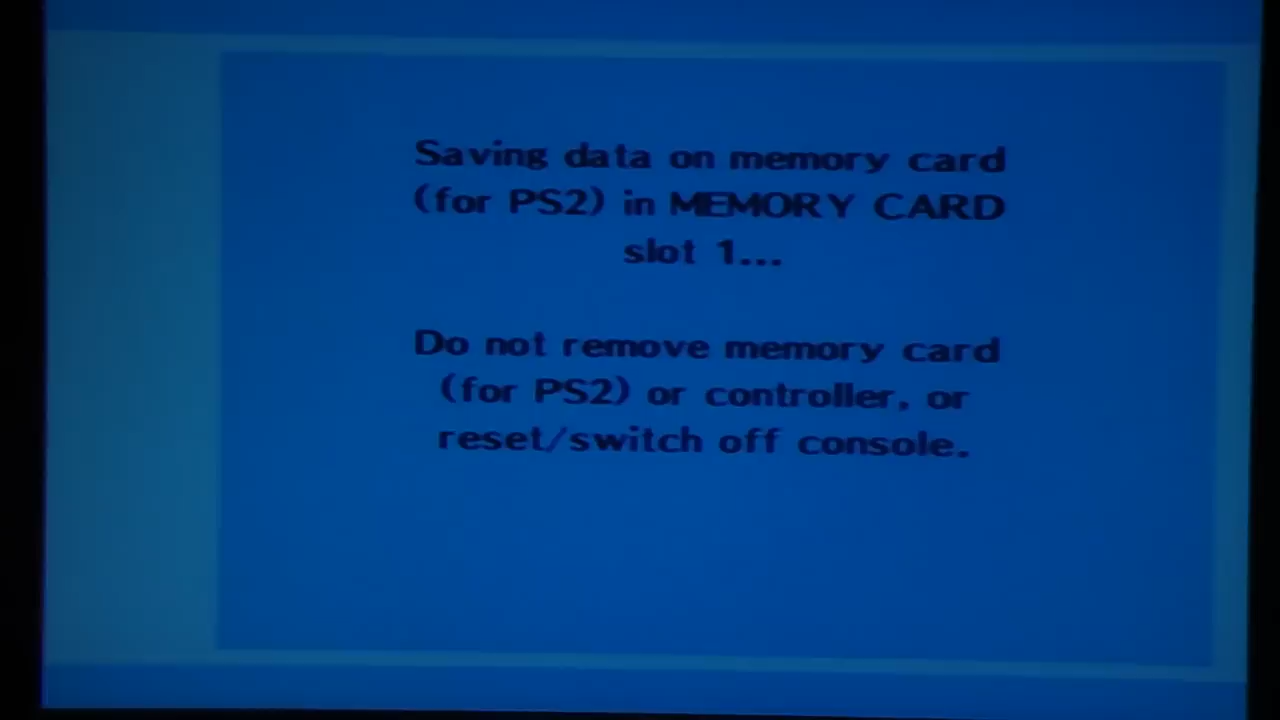 Saving data on memory card
(for PS2) in MEMORY CARD
slot 1...
Do not remove memory card
(for PS2) or controller, or
reset/switch off console.